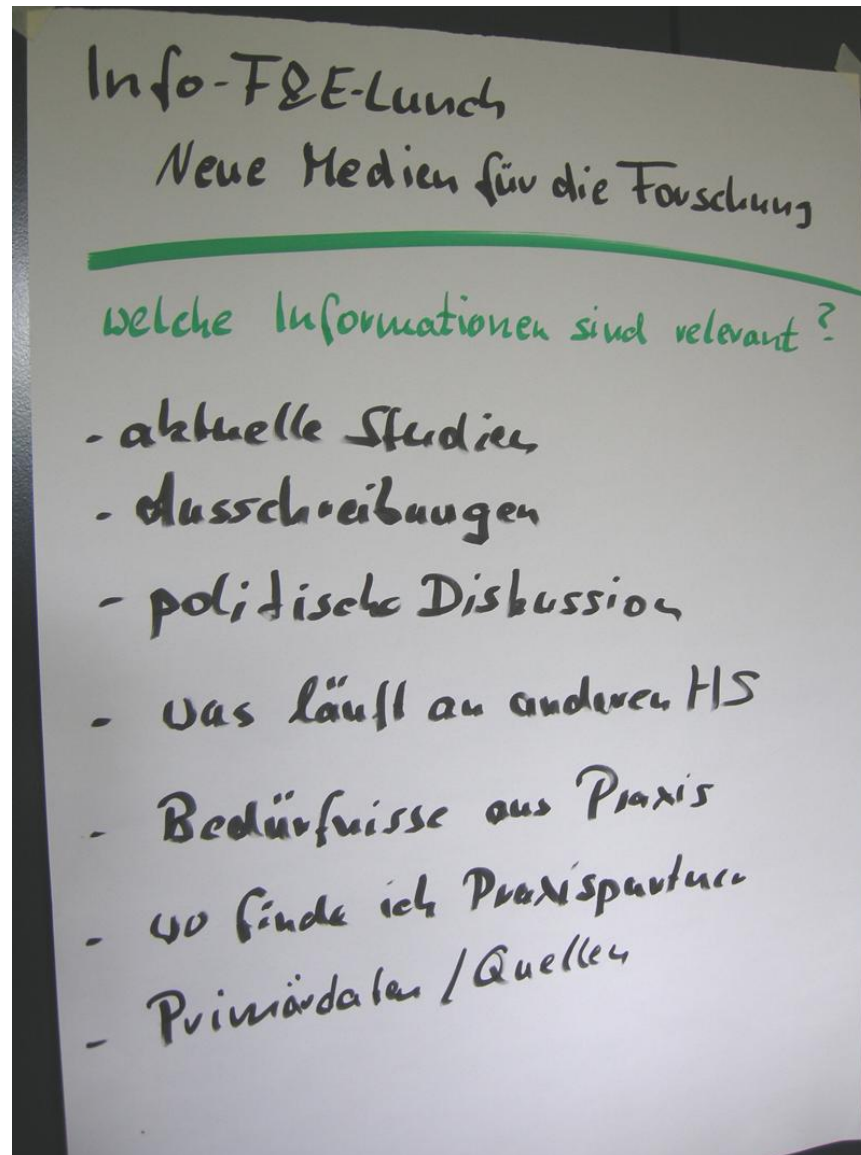 Info-F&E-Lunch
Neue Medien für die Forschung
welche Informationen sind relevant?
- aktuelle Studien
- Ausschreibungen
- politische Diskussion
- was läuft an anderen HS
- Bedürfnisse aus Praxis
- wo finde ich Praxispartner
- Primärdaten / Quellen